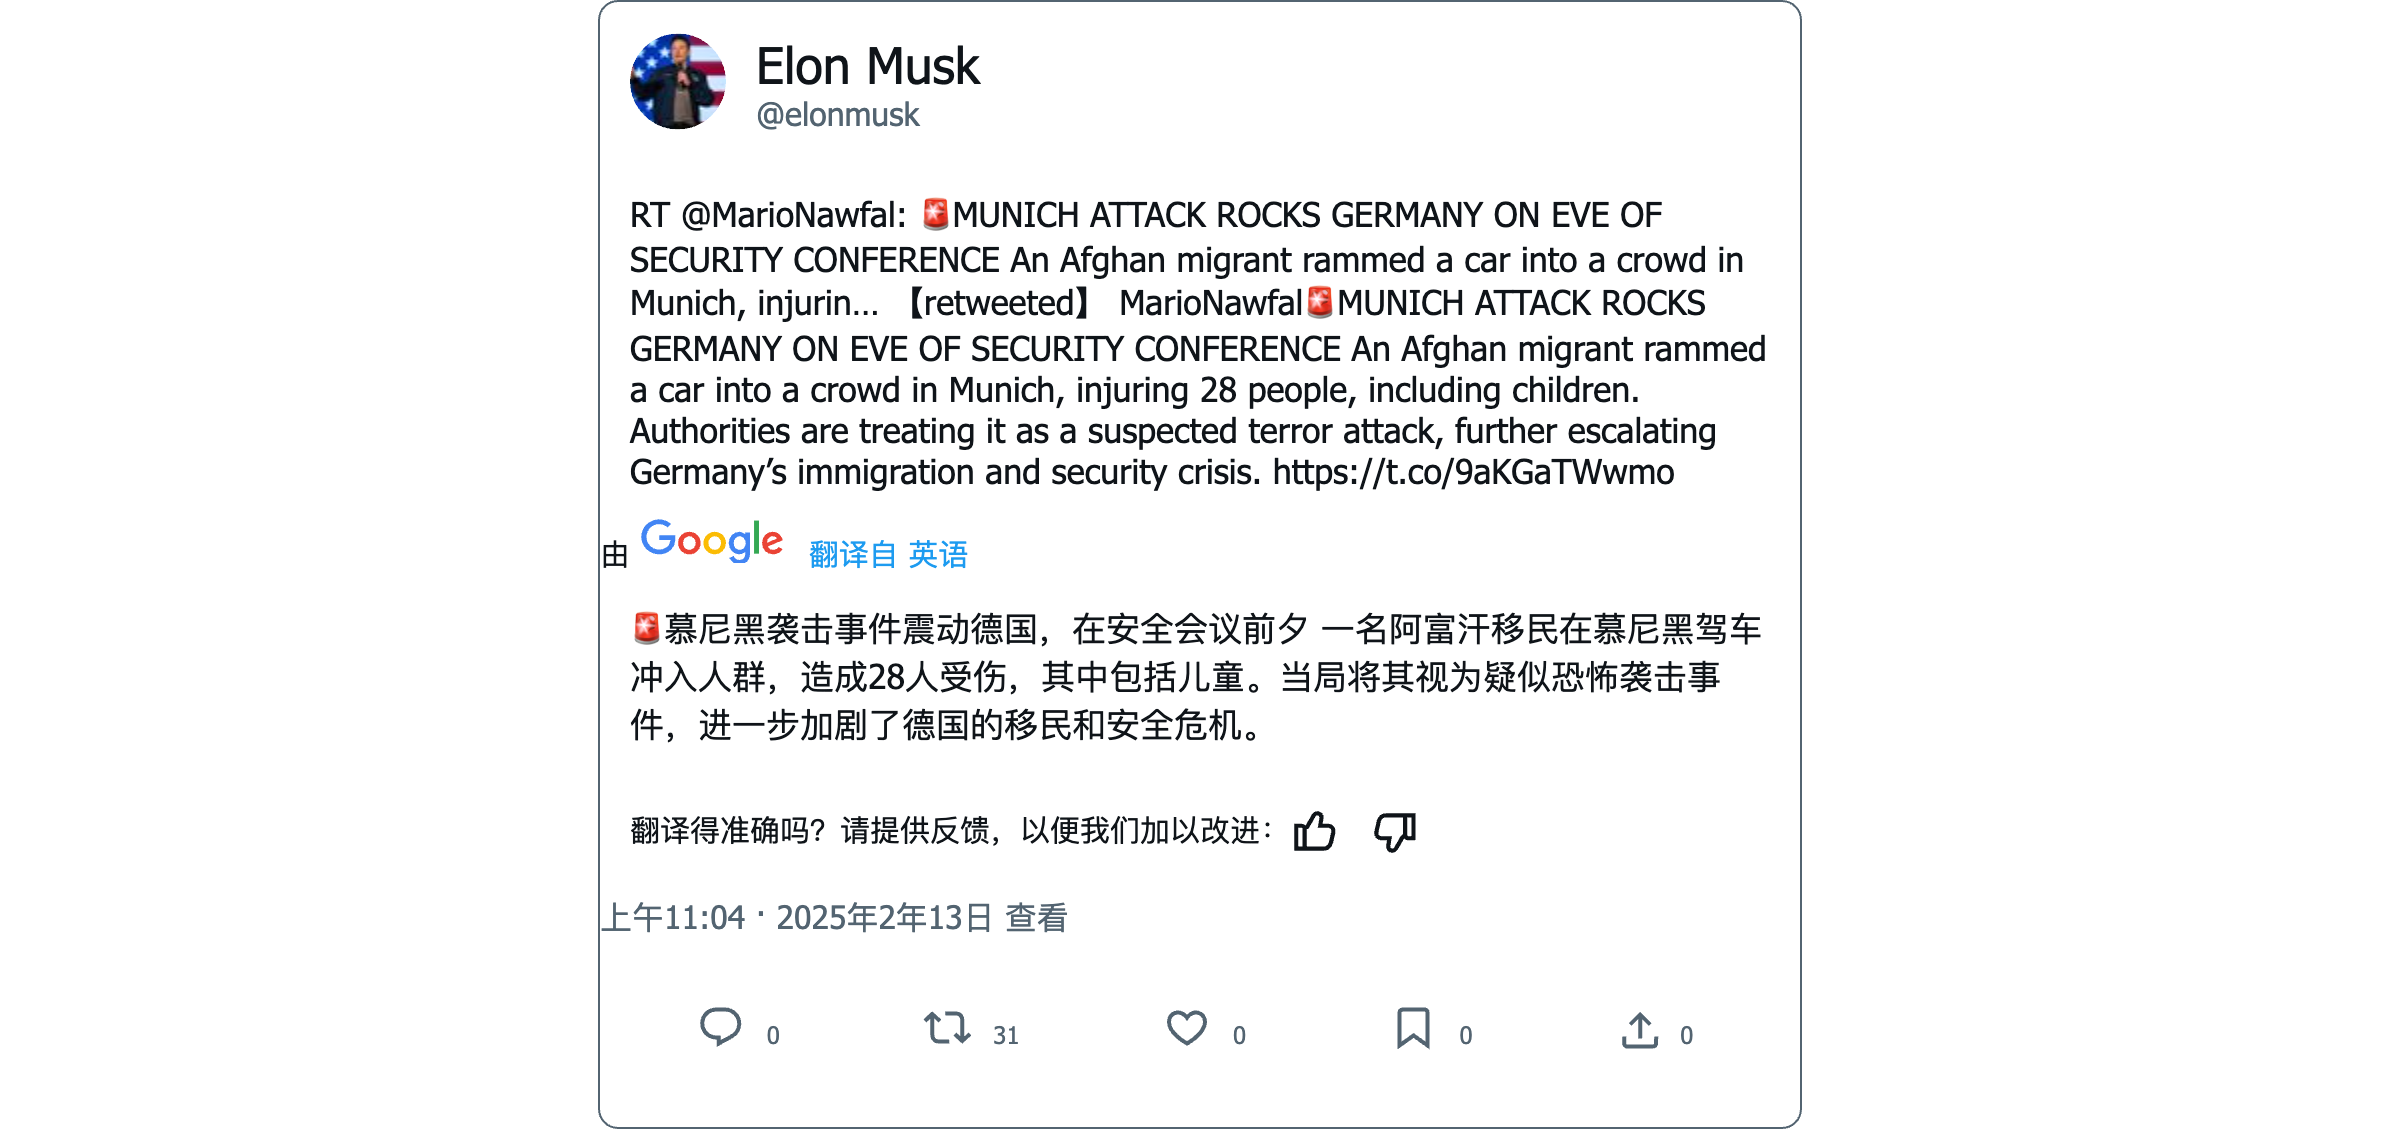 Elon Musk
@elonmusk
RT @MarioNawfal: 🚨MUNICH ATTACK ROCKS GERMANY ON EVE OF
SECURITY CONFERENCE An Afghan migrant rammed a car into a crowd in
Munich, injurin... 【retweeted】 MarioNawfal🚨MUNICH ATTACK ROCKS
GERMANY ON EVE OF SECURITY CONFERENCE An Afghan migrant rammed
a car into a crowd in Munich, injuring 28 people, including children.
Authorities are treating it as a suspected terror attack, further escalating
Germany’s immigration and security crisis. https://t.co/9aKGaTWwmo
由 Google 翻译自 英语
🚨慕尼黑袭击事件震动德国，在安全会议前夕 一名阿富汗移民在慕尼黑驾车
冲入人群，造成28人受伤，其中包括儿童。当局将其视为疑似恐怖袭击事
件，进一步加剧了德国的移民和安全危机。
翻译得准确吗？请提供反馈，以便我们加以改进：
上午11:04 · 2025年2年13日 查看
0 31 0 0 0